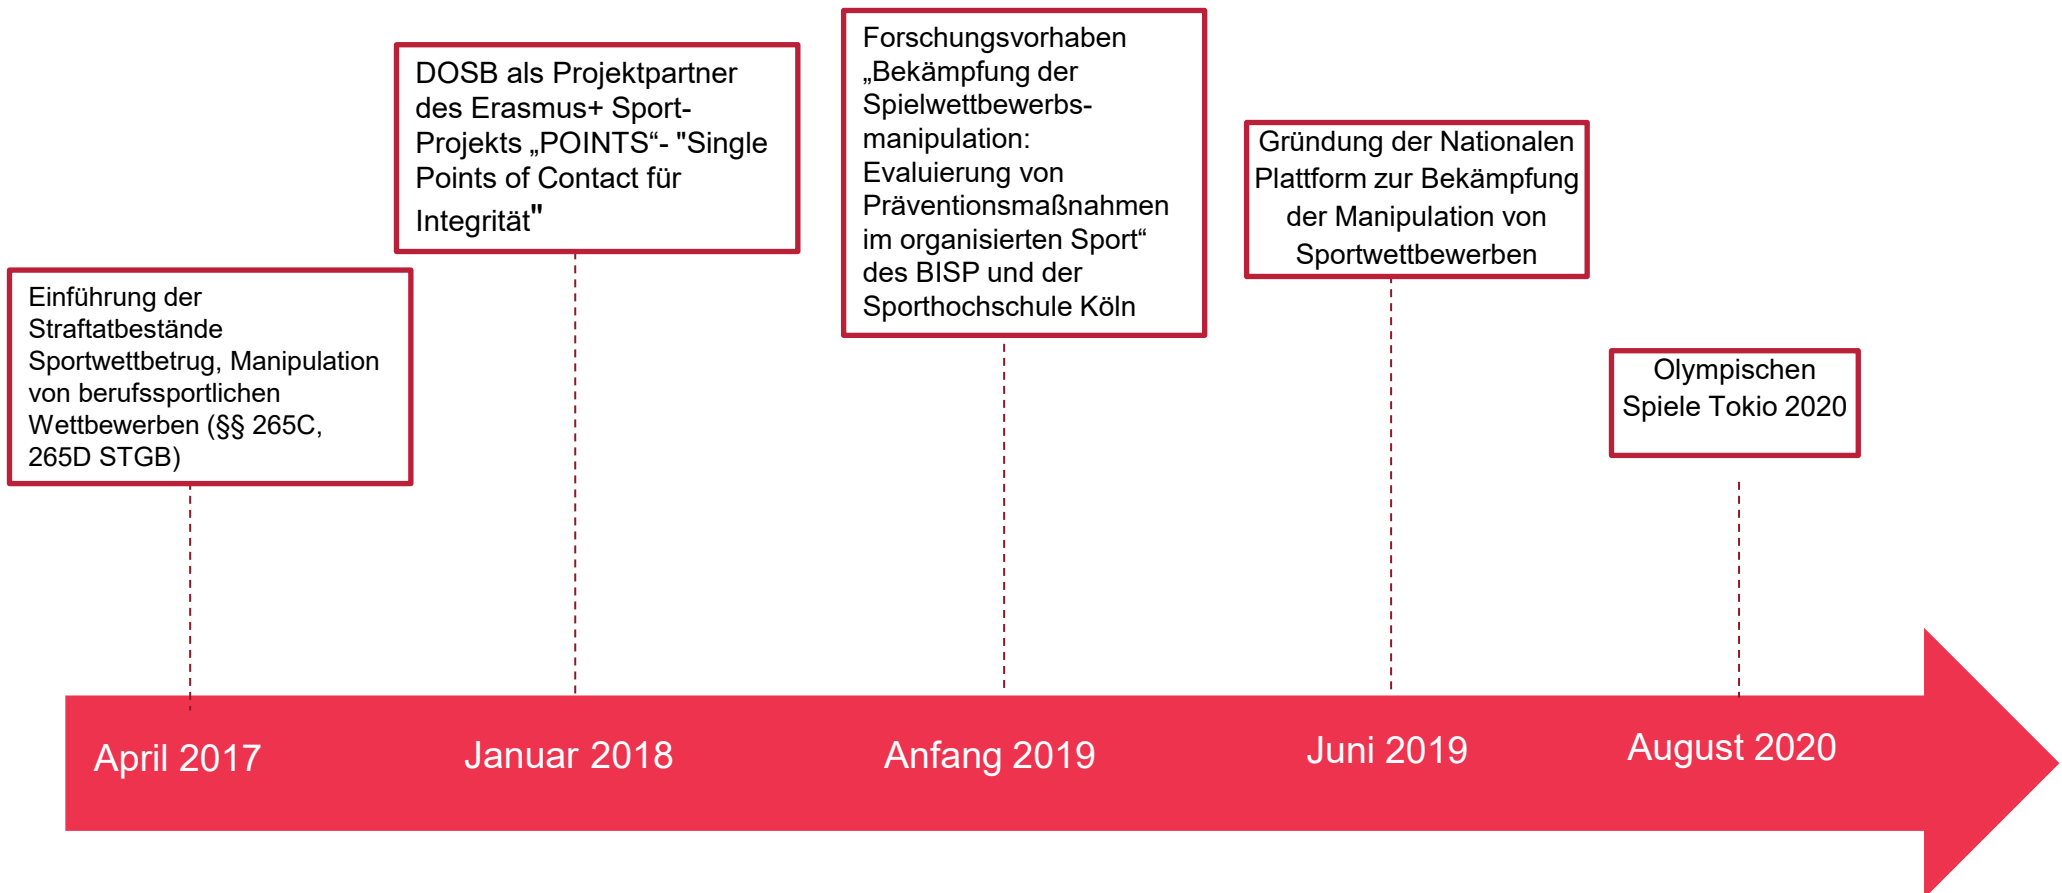 Einführung der
Straftatbestände
Sportwettbetrug, Manipulation
von berufssportlichen
Wettbewerben (§§ 265C,
265D STGB)
DOSB als Projektpartner
des Erasmus+ Sport-
Projekts „POINTS“- "Single
Points of Contact für
Integrität"
Forschungsvorhaben
„Bekämpfung der
Spielwettbewerbs-
manipulation:
Evaluierung von
Präventionsmaßnahmen
im organisierten Sport“
des BISP und der
Sporthochschule Köln
Gründung der Nationalen
Plattform zur Bekämpfung
der Manipulation von
Sportwettbewerben
Olympischen
Spiele Tokio 2020
April 2017
Januar 2018
Anfang 2019
Juni 2019
August 2020